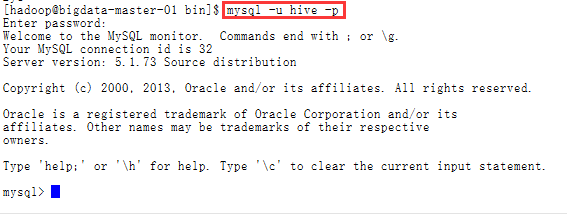 [hadoop@bigdata-master-01 bin]$ mysql -u hive -p
Enter password:
Welcome to the MySQL monitor.  Commands end with ; or \g.
Your MySQL connection id is 32
Server version: 5.1.73 Source distribution
Copyright (c) 2000, 2013, Oracle and/or its affiliates. All rights reserved.
Oracle is a registered trademark of Oracle Corporation and/or its
affiliates. Other names may be trademarks of their respective
owners.
Type 'help;' or '\h' for help. Type '\c' to clear the current input statement.
mysql>